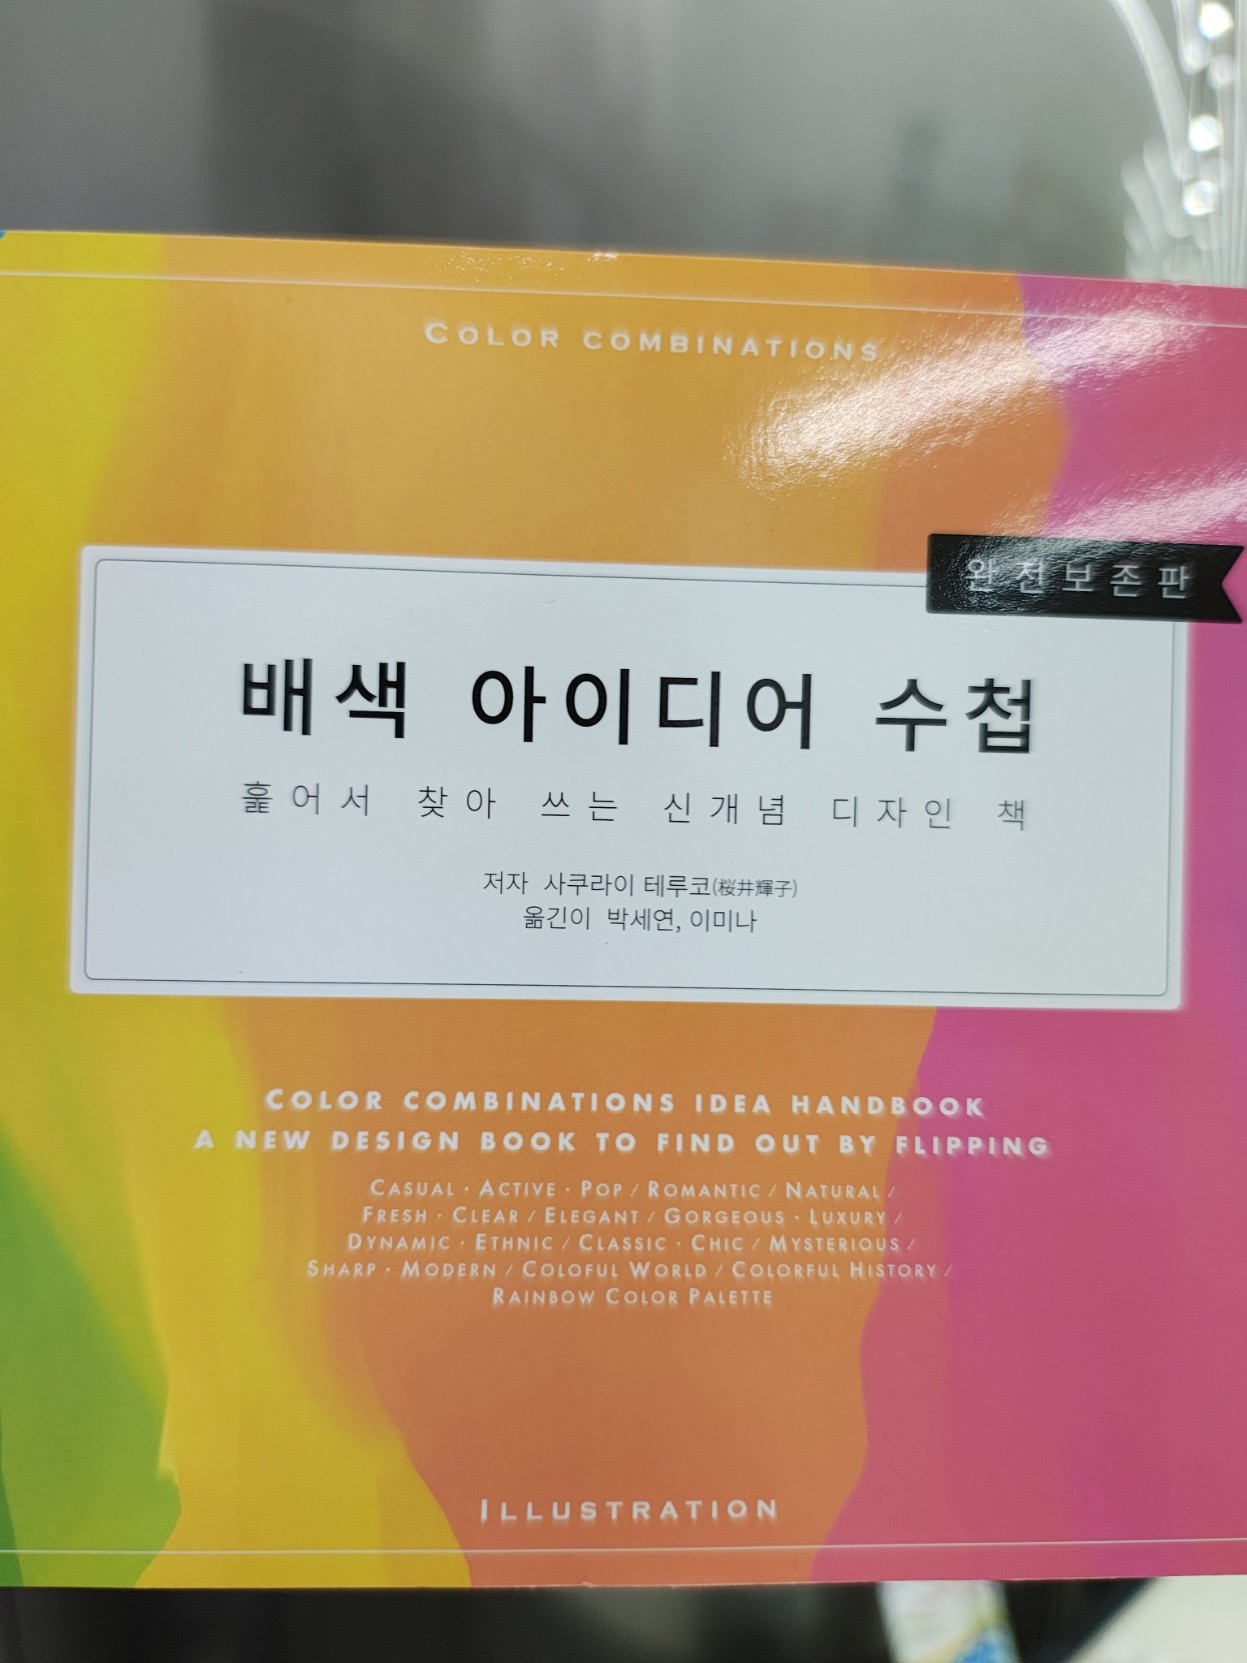 COLOR COMBINATIONS
완전보존판
배색 아이디어 수첩
훑어서 찾아 쓰는 신개념 디자인 책
저자 사쿠라이 테루코(桜井輝子)
옮긴이 박세연, 이미나
COLOR COMBINATIONS IDEA HANDBOOK
A NEW DESIGN BOOK TO FIND OUT BY FLIPPING
CASUAL · ACTIVE · POP / ROMANTIC / NATURAL /
FRESH · CLEAR / ELEGANT / GORGEOUS · LUXURY /
DYNAMIC · ETHNIC / CLASSIC · CHIC / MYSTERIOUS /
SHARP · MODERN / COLOFUL WORLD / COLORFUL HISTORY /
RAINBOW COLOR PALETTE
ILLUSTRATION